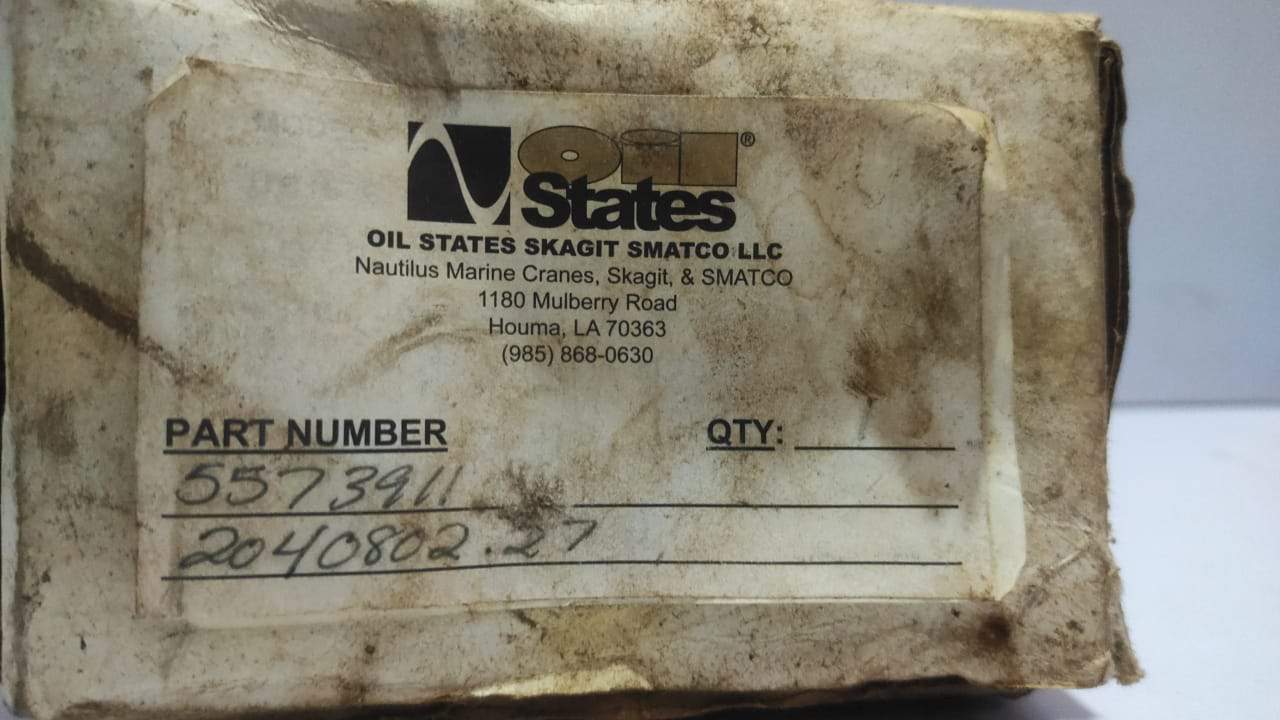 Oil®
States
OIL STATES SKAGIT SMATCO LLC
Nautilus Marine Cranes, Skagit, & SMATCO
1180 Mulberry Road
Houma, LA 70363
(985) 868-0630
PART NUMBER QTY:
5573911
2040802.27